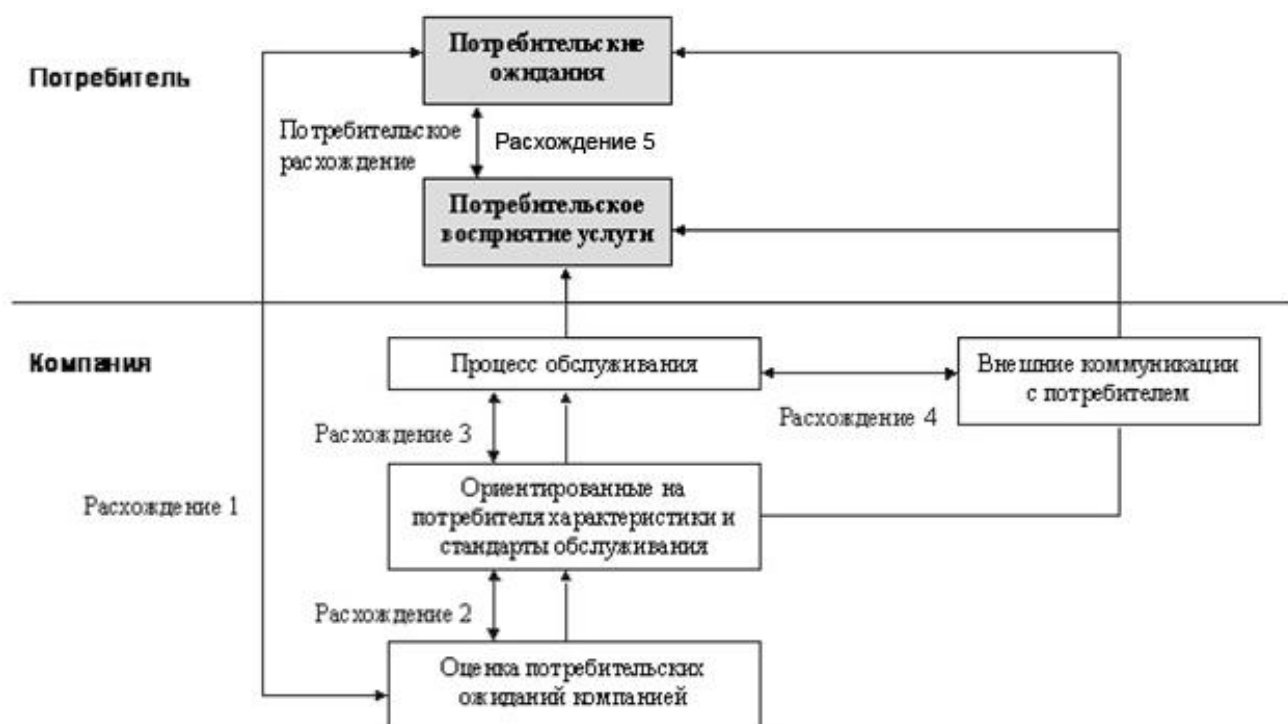 Потребительские
ожидания
Потребитель
Потребительское
расхождение
Расхождение 5
Потребительское
восприятие услуги
Компания
Процесс обслуживания
Внешние коммуникации
с потребителем
Расхождение 4
Расхождение 3
Расхождение 1
Ориентированные на
потребителя характеристики и
стандарты обслуживания
Расхождение 2
Оценка потребительских
ожиданий компанией